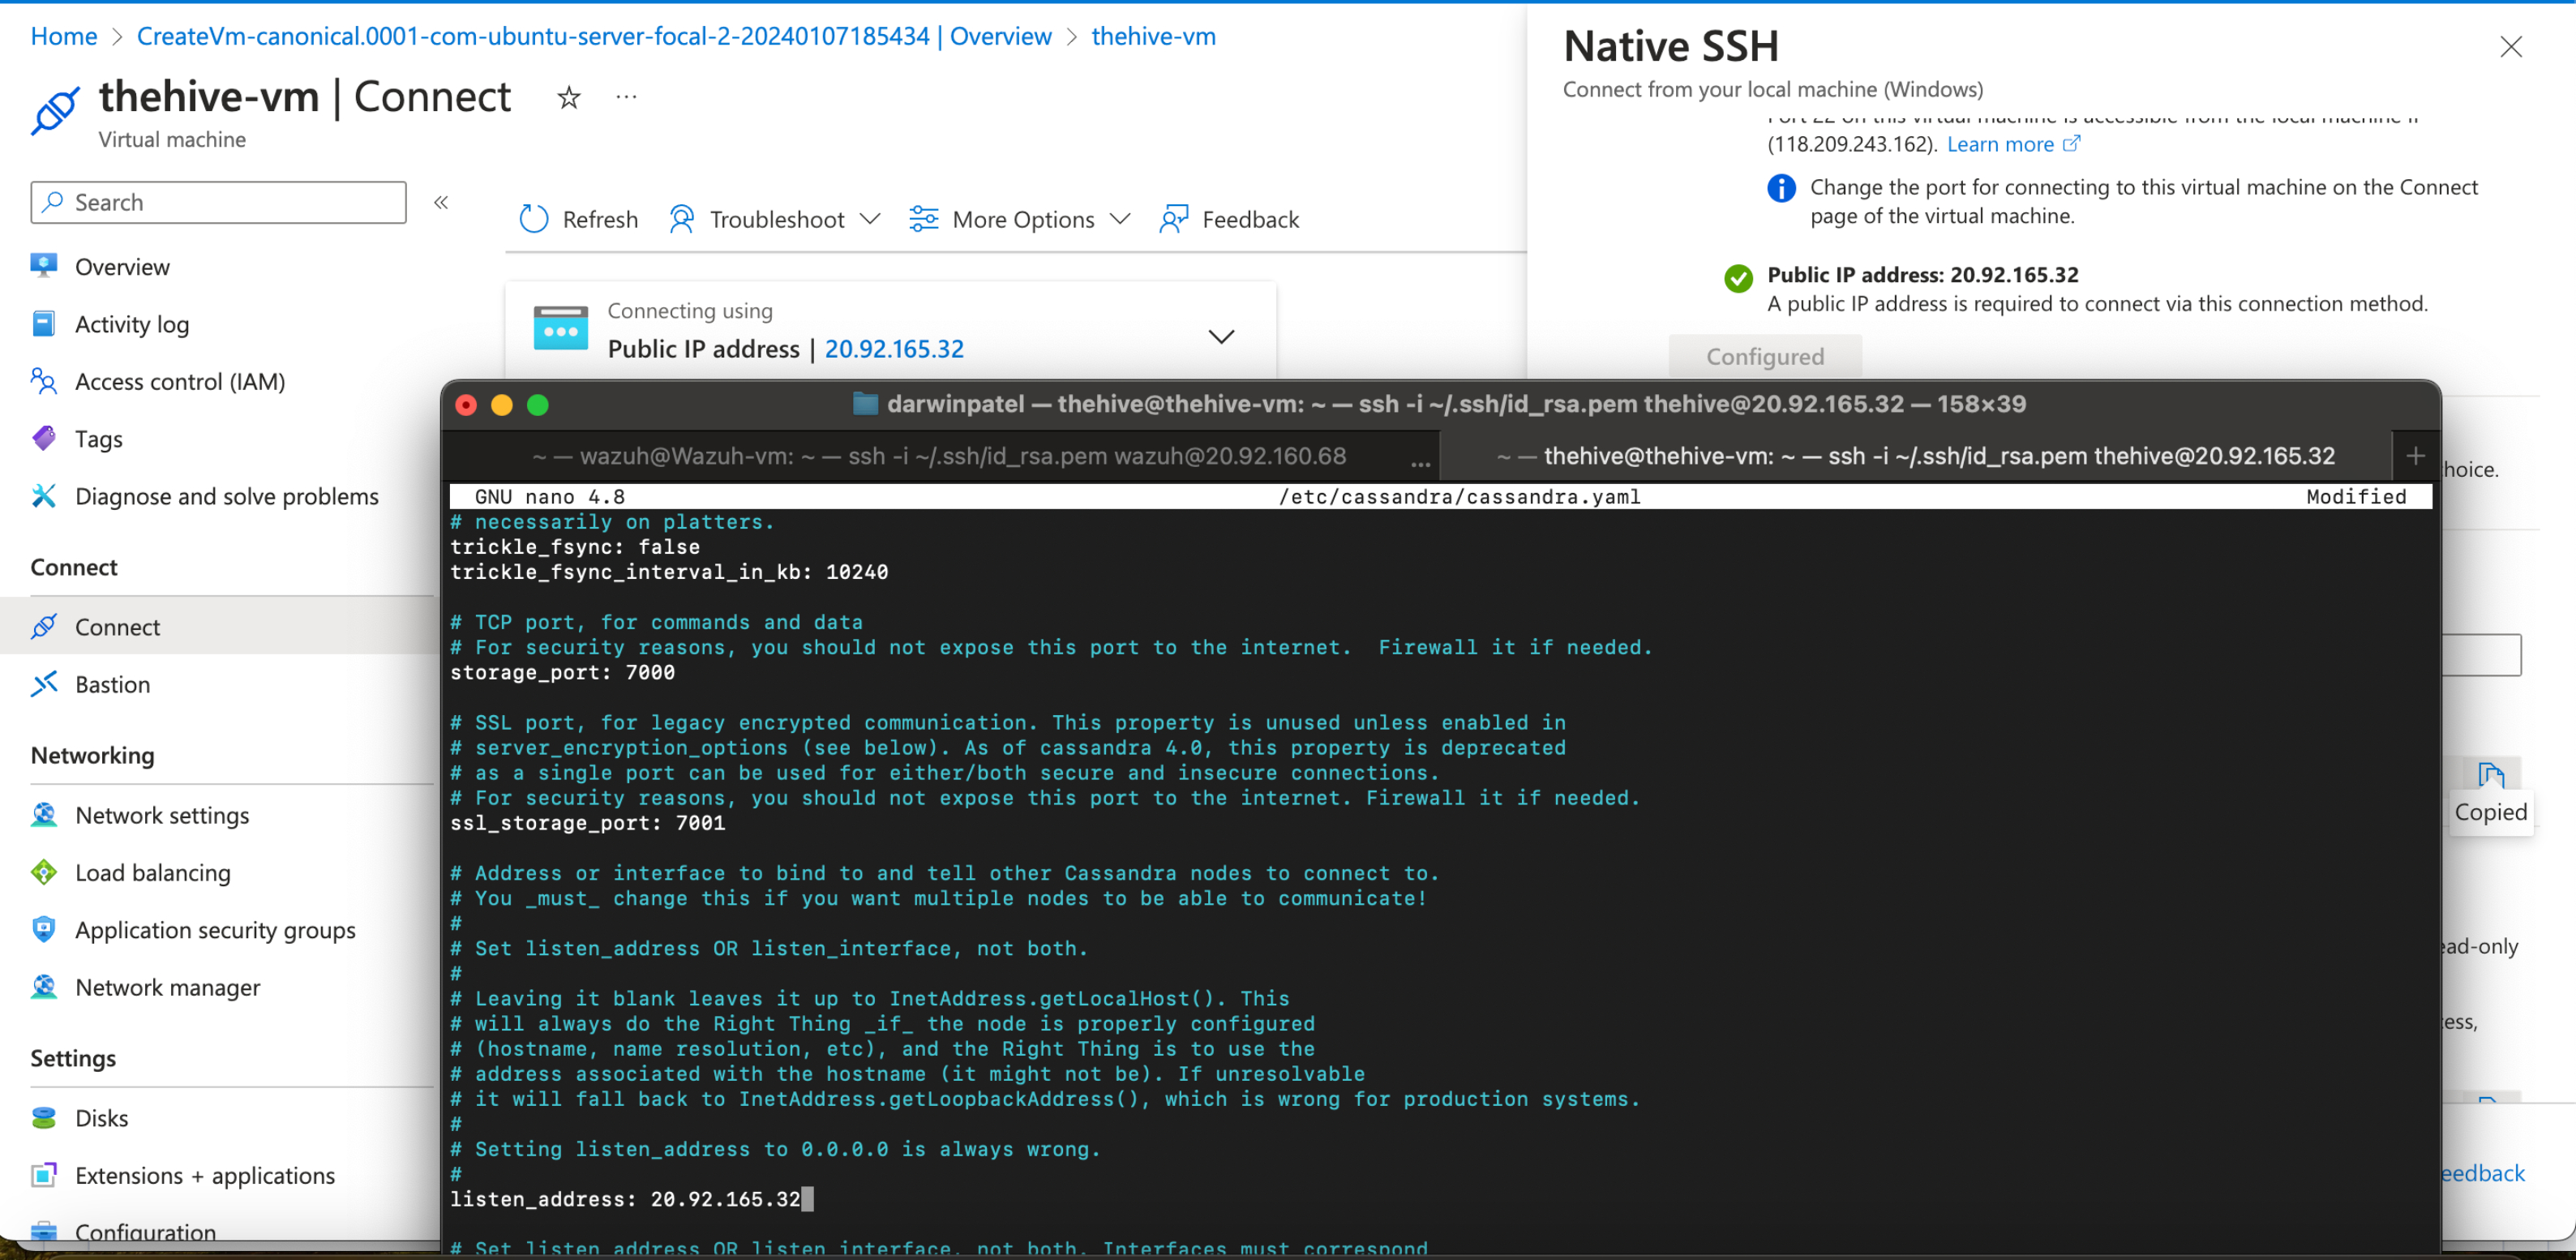 Home > CreateVm-canonical.0001-com-ubuntu-server-focal-2-20240107185434 | Overview > thehive-vm
thehive-vm | Connect
Virtual machine
Search
Overview
Activity log
Access control (IAM)
Tags
Diagnose and solve problems
Connect
Connect
Bastion
Networking
Network settings
Load balancing
Application security groups
Network manager
Settings
Disks
Extensions + applications
Configuration
Refresh
Troubleshoot
More Options
Feedback
Connecting using
Public IP address | 20.92.165.32
Native SSH
Connect from your local machine (Windows)
Port 22 on this virtual machine is accessible from the local machine IP
(118.209.243.162). Learn more
Change the port for connecting to this virtual machine on the Connect
page of the virtual machine.
Public IP address: 20.92.165.32
A public IP address is required to connect via this connection method.
Configured
hoice.
Copied
ead-only
ess,
eedback
darwinpatel — thehive@thehive-vm: ~ — ssh -i ~/.ssh/id_rsa.pem thehive@20.92.165.32 — 158×39
~ — wazuh@Wazuh-vm: ~ — ssh -i ~/.ssh/id_rsa.pem wazuh@20.92.160.68 ...
~ — thehive@thehive-vm: ~ — ssh -i ~/.ssh/id_rsa.pem thehive@20.92.165.32
+
GNU nano 4.8 /etc/cassandra/cassandra.yaml Modified
# necessarily on platters.
trickle_fsync: false
trickle_fsync_interval_in_kb: 10240
# TCP port, for commands and data
# For security reasons, you should not expose this port to the internet.  Firewall it if needed.
storage_port: 7000
# SSL port, for legacy encrypted communication. This property is unused unless enabled in
# server_encryption_options (see below). As of cassandra 4.0, this property is deprecated
# as a single port can be used for either/both secure and insecure connections.
# For security reasons, you should not expose this port to the internet. Firewall it if needed.
ssl_storage_port: 7001
# Address or interface to bind to and tell other Cassandra nodes to connect to.
# You _must_ change this if you want multiple nodes to be able to communicate!
#
# Set listen_address OR listen_interface, not both.
#
# Leaving it blank leaves it up to InetAddress.getLocalHost(). This
# will always do the Right Thing _if_ the node is properly configured
# (hostname, name resolution, etc), and the Right Thing is to use the
# address associated with the hostname (it might not be). If unresolvable
# it will fall back to InetAddress.getLoopbackAddress(), which is wrong for production systems.
#
# Setting listen_address to 0.0.0.0 is always wrong.
#
listen_address: 20.92.165.32
# Set listen_address OR listen_interface, not both. Interfaces must correspond